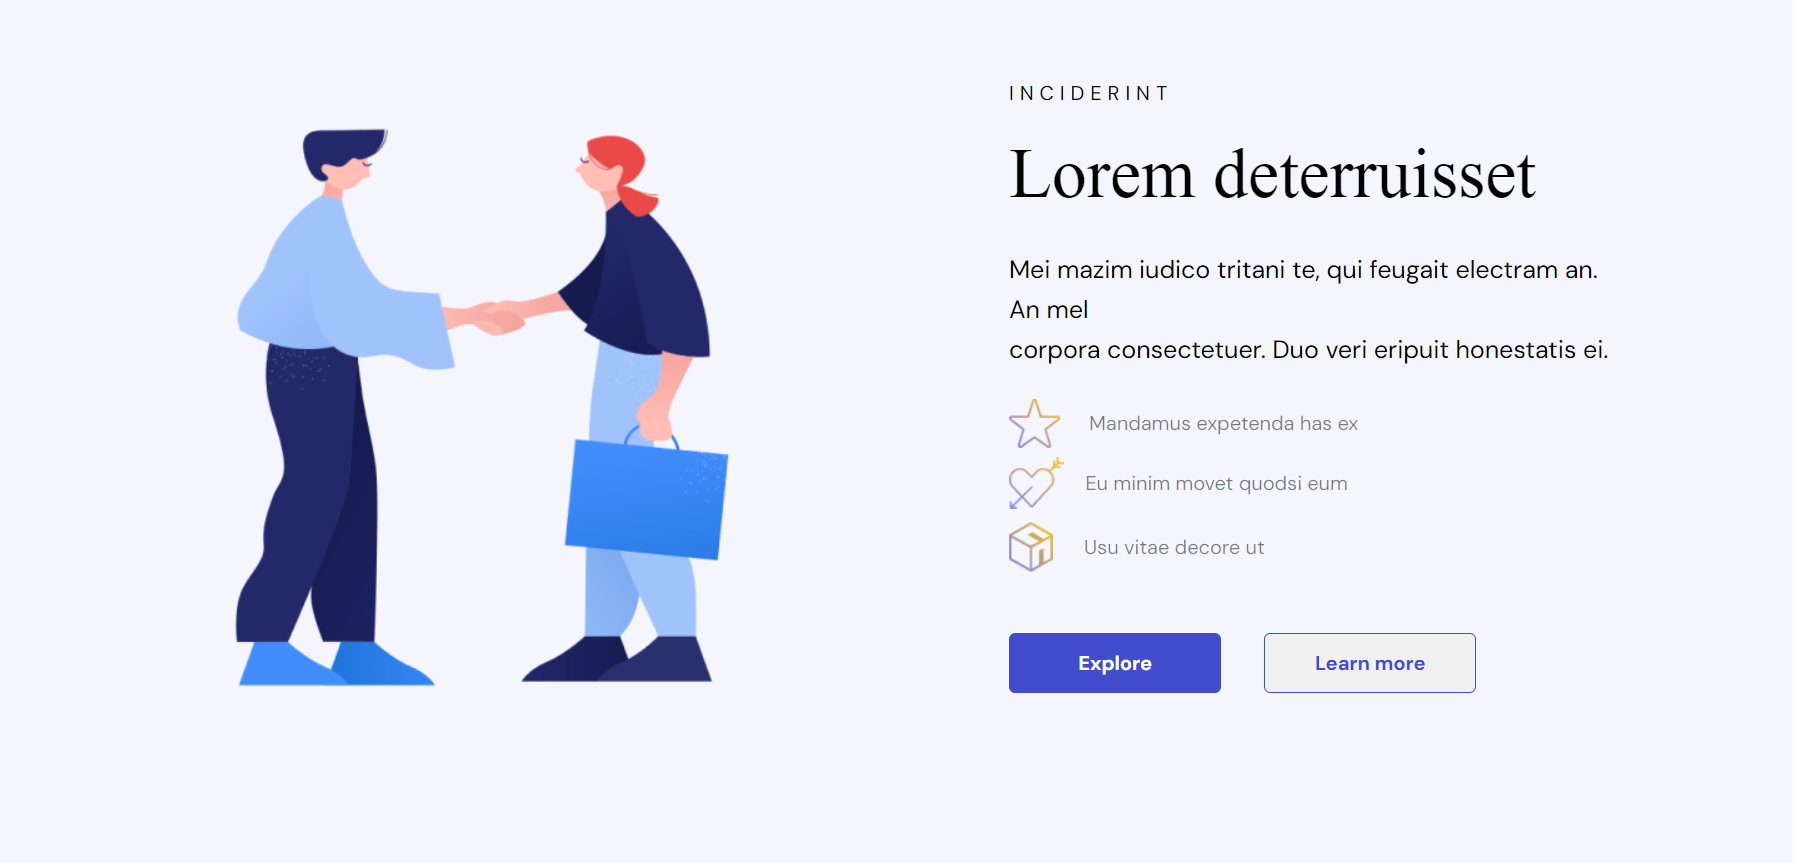 INCIDERINT
Lorem deterruisset
Mei mazim iudico tritani te, qui feugait electram an.
An mel
corpora consectetuer. Duo veri eripuit honestatis ei.
Mandamus expetenda has ex
Eu minim movet quodsi eum
Usu vitae decore ut
Explore
Learn more